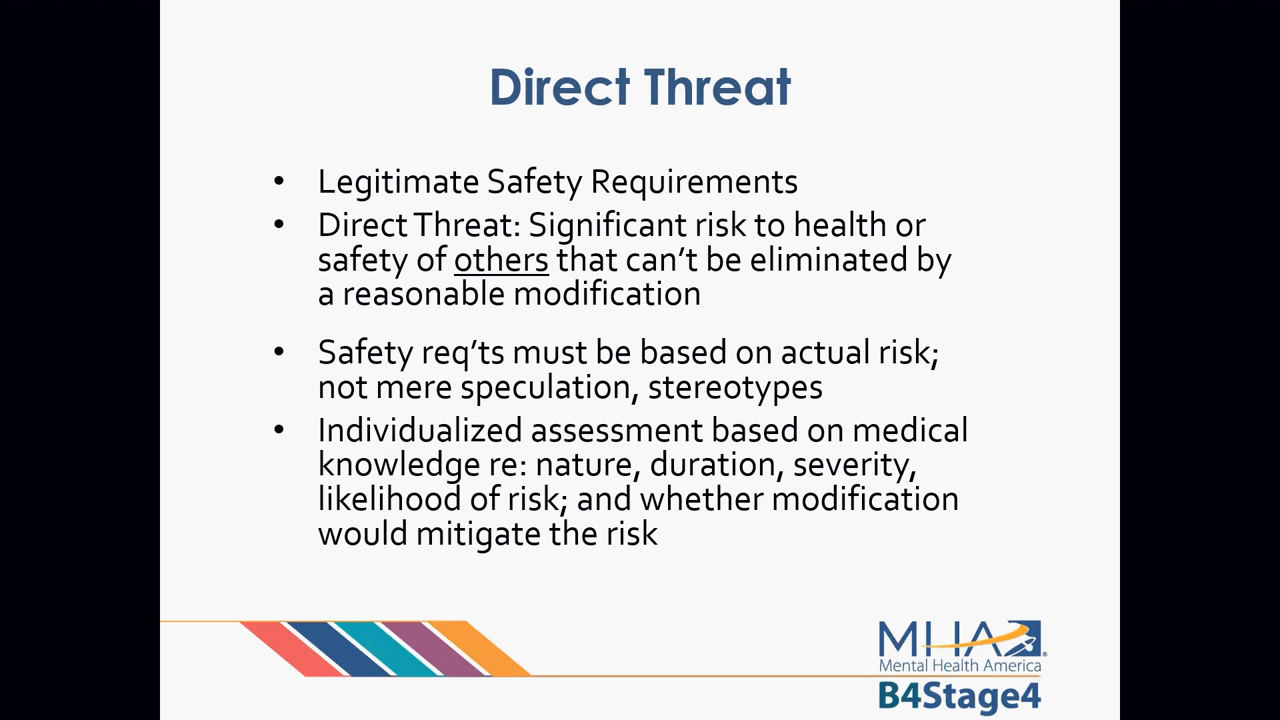 Direct Threat
• Legitimate Safety Requirements
• Direct Threat: Significant risk to health or
safety of others that can't be eliminated by
a reasonable modification
• Safety req'ts must be based on actual risk;
not mere speculation, stereotypes
• Individualized assessment based on medical
knowledge re: nature, duration, severity,
likelihood of risk; and whether modification
would mitigate the risk
MHA®
Mental Health America
B4Stage4